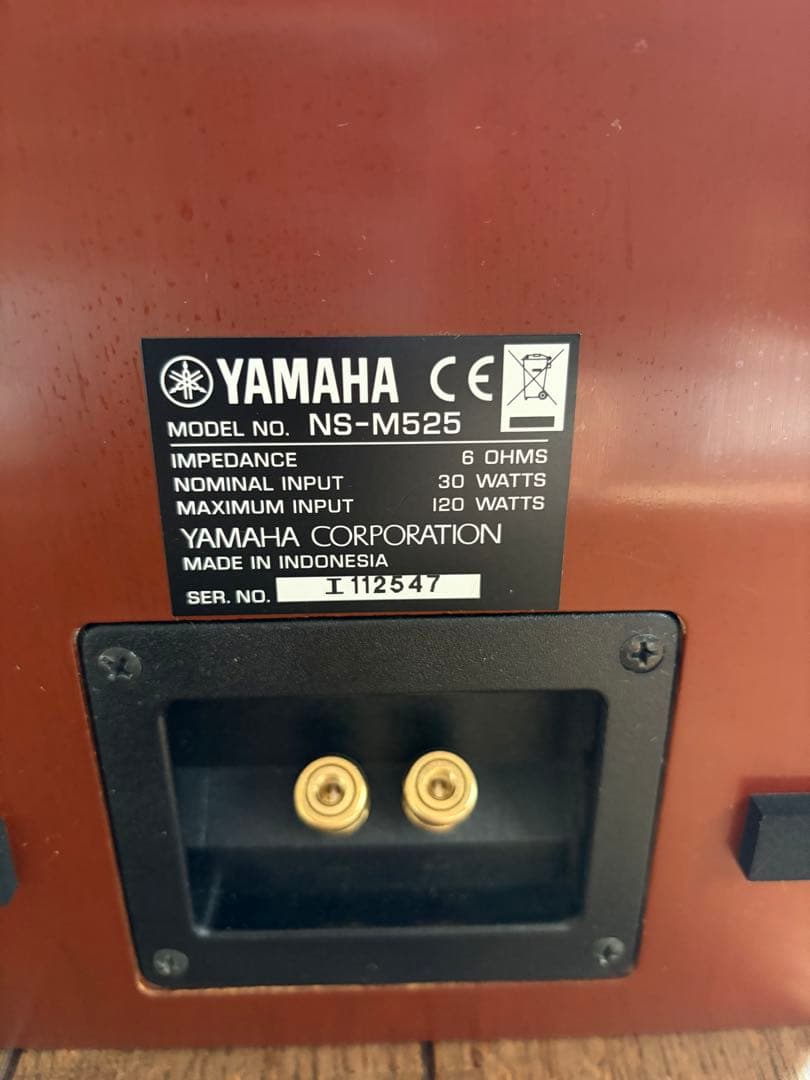 YAMAHA CE
MODEL NO. NS-M525
IMPEDANCE 6 OHMS
NOMINAL INPUT 30 WATTS
MAXIMUM INPUT 120 WATTS
YAMAHA CORPORATION
MADE IN INDONESIA
SER. NO. I112547